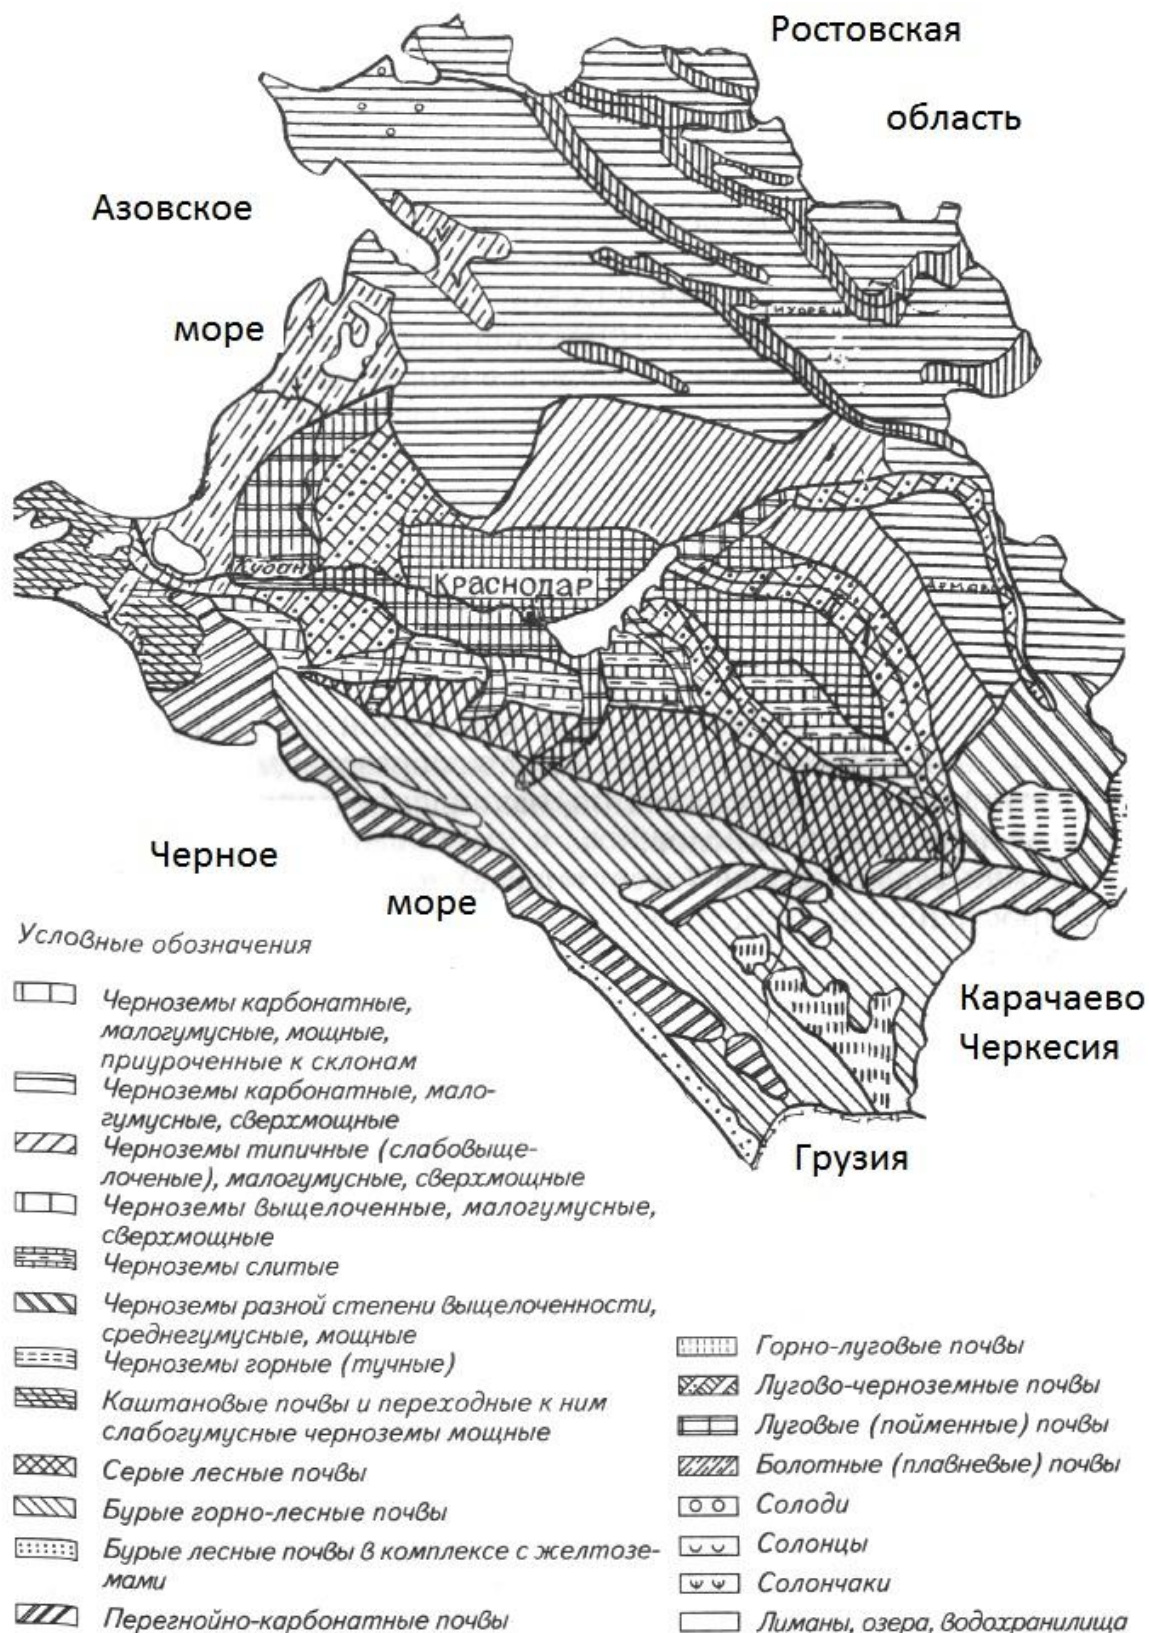 Ростовская
область
Азовское
море
Кубань
КРАСНОДАР
Черное
море
Карачаево
Черкесия
Грузия
Условные обозначения
Черноземы карбонатные,
малогумусные, мощные,
приуроченные к склонам
Черноземы карбонатные, мало-
гумусные, сверхмощные
Черноземы типичные (слабовыще-
лоченые), малогумусные, сверхмощные
Черноземы выщелоченные, малогумусные,
сверхмощные
Черноземы слитые
Черноземы разной степени выщелоченности,
среднегумусные, мощные
Черноземы горные (тучные)
Каштановые почвы и переходные к ним
слабогумусные черноземы мощные
Серые лесные почвы
Бурые горно-лесные почвы
Бурые лесные почвы в комплексе с желтозе-
мами
Перегнойно-карбонатные почвы
Горно-луговые почвы
Лугово-черноземные почвы
Луговые (пойменные) почвы
Болотные (плавневые) почвы
Солоди
Солонцы
Солончаки
Лиманы, озера, водохранилища